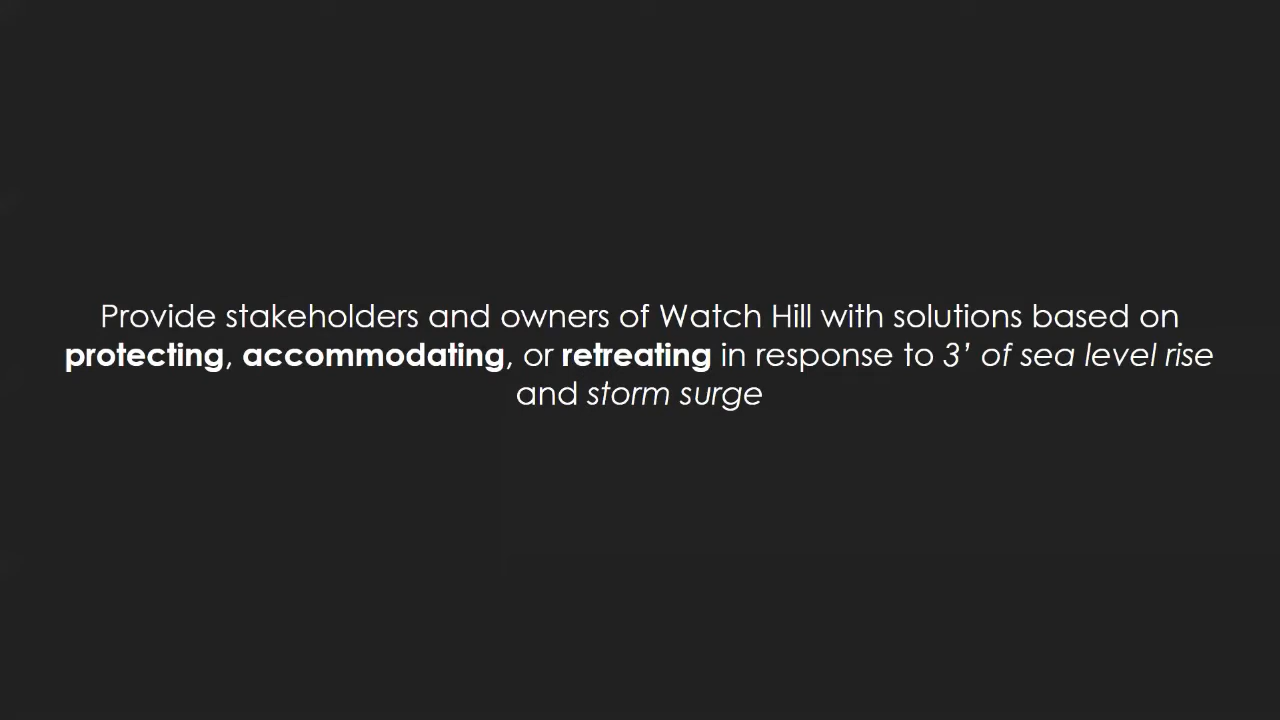 Provide stakeholders and owners of Watch Hill with solutions based on
protecting, accommodating, or retreating in response to 3’ of sea level rise
and storm surge